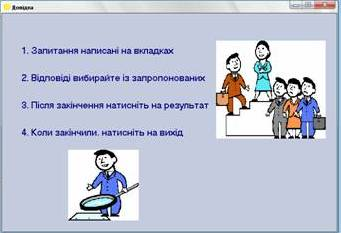 Довідка
1. Запитання написані на вкладках
2. Відповіді вибирайте із запропонованих
3. Після закінчення натисніть на результат
4. Коли закінчили. натисніть на вихід